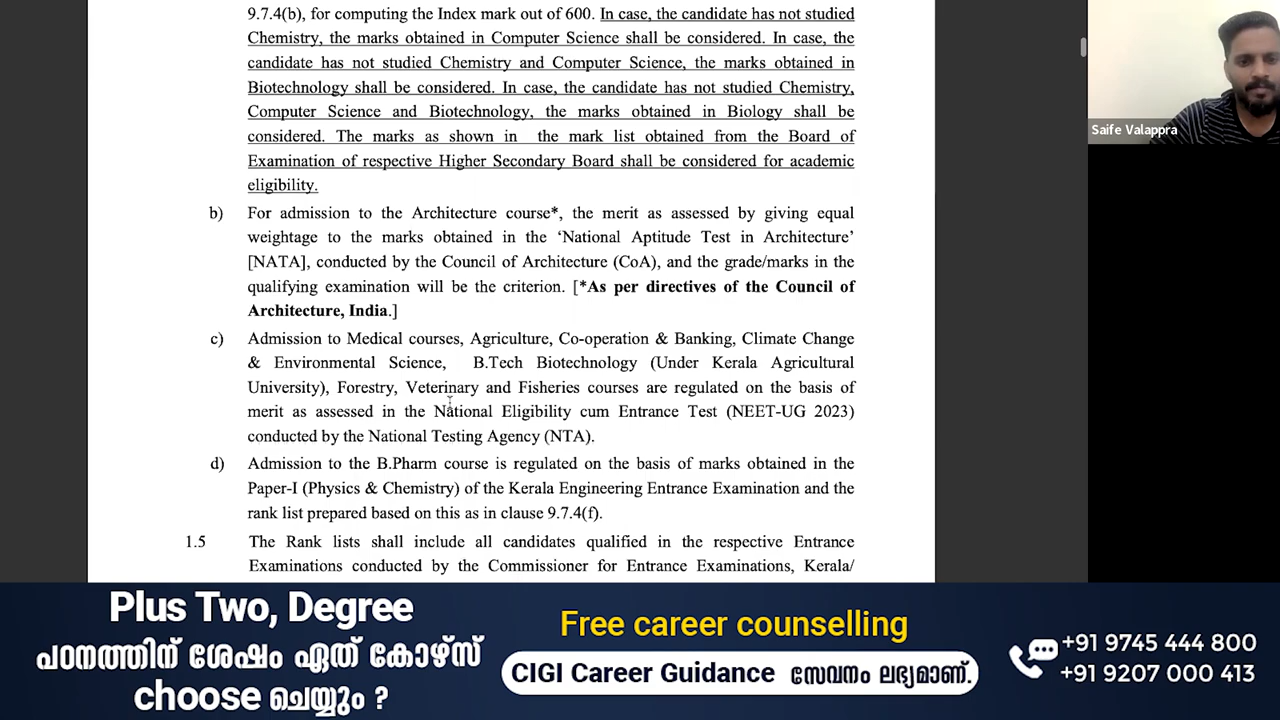 9.7.4(b), for computing the Index mark out of 600. In case, the candidate has not studied
Chemistry, the marks obtained in Computer Science shall be considered. In case, the
candidate has not studied Chemistry and Computer Science, the marks obtained in
Biotechnology shall be considered. In case, the candidate has not studied Chemistry,
Computer Science and Biotechnology, the marks obtained in Biology shall be
considered. The marks as shown in the mark list obtained from the Board of
Examination of respective Higher Secondary Board shall be considered for academic
eligibility.
b) For admission to the Architecture course*, the merit as assessed by giving equal
weightage to the marks obtained in the ‘National Aptitude Test in Architecture’
[NATA], conducted by the Council of Architecture (CoA), and the grade/marks in the
qualifying examination will be the criterion. [*As per directives of the Council of
Architecture, India.]
c) Admission to Medical courses, Agriculture, Co-operation & Banking, Climate Change
& Environmental Science, B.Tech Biotechnology (Under Kerala Agricultural
University), Forestry, Veterinary and Fisheries courses are regulated on the basis of
merit as assessed in the National Eligibility cum Entrance Test (NEET-UG 2023)
conducted by the National Testing Agency (NTA).
d) Admission to the B.Pharm course is regulated on the basis of marks obtained in the
Paper-I (Physics & Chemistry) of the Kerala Engineering Entrance Examination and the
rank list prepared based on this as in clause 9.7.4(f).
1.5 The Rank lists shall include all candidates qualified in the respective Entrance
Examinations conducted by the Commissioner for Entrance Examinations, Kerala/
Saife Valappra
Plus Two, Degree
പഠനത്തിന് ശേഷം ഏത് കോഴ്സ്
choose ചെയ്യും ?
Free career counselling
CIGI Career Guidance സേവനം ലഭ്യമാണ്.
+91 9745 444 800
+91 9207 000 413